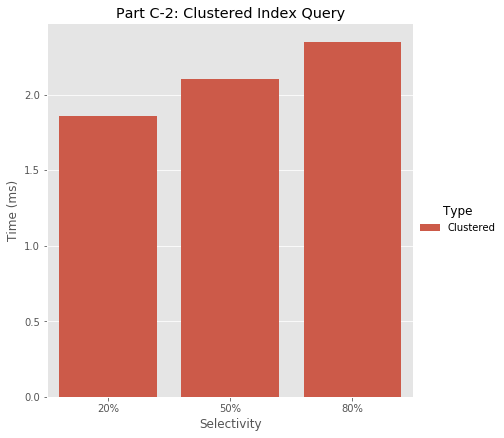 Part C-2: Clustered Index Query
Time (ms)
2.0
1.5
1.0
0.5
0.0
20% 50% 80%
Selectivity
Type
Clustered